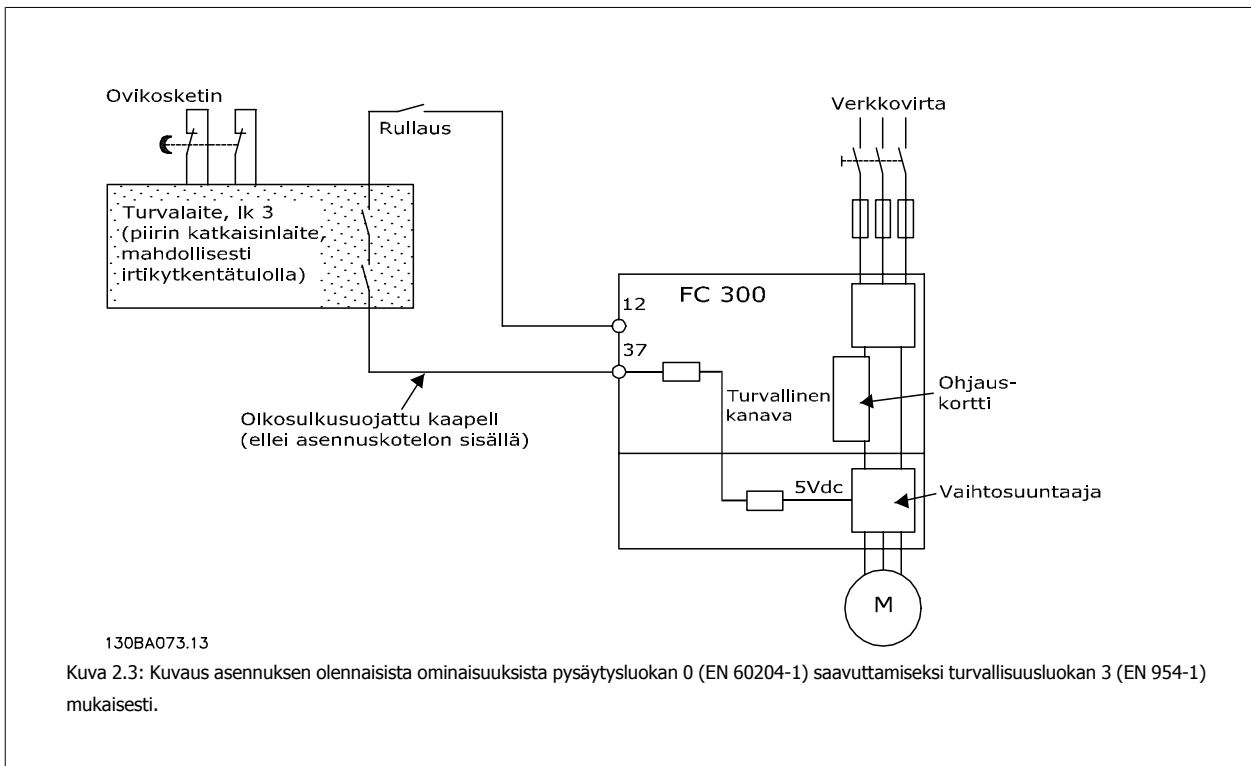 Ovikosketin
Rullaus
Verkkovirta
Turvalaite, lk 3
(piirin katkaisinlaite,
mahdollisesti
irtikytkentätulolla)
FC 300
12
37
Turvallinen
kanava
Ohjaus-
kortti
Olkosulkusuojattu kaapell
(ellei asennuskotelon sisällä)
5Vdc
Vaihtosuuntaaja
M
130BA073.13
Kuva 2.3: Kuvaus asennuksen olennaisista ominaisuuksista pysäytysluokan 0 (EN 60204-1) saavuttamiseksi turvallisuusluokan 3 (EN 954-1)
mukaisesti.